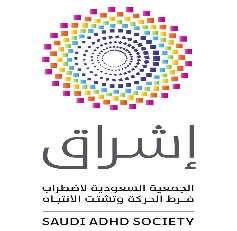 إشراق
الجمعية السعودية لاضطراب
فرط الحركة وتشتت الانتباه
SAUDI ADHD SOCIETY